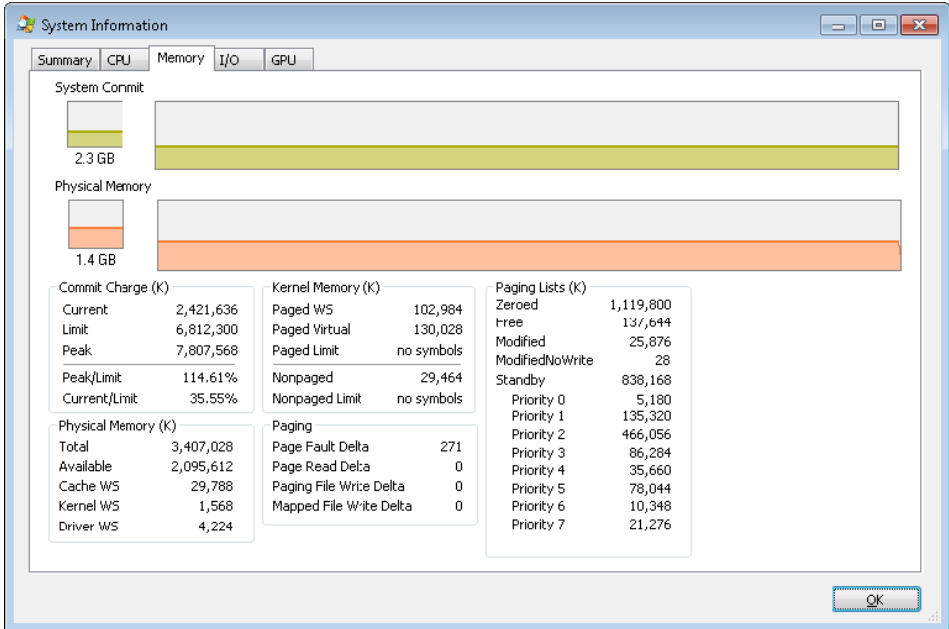 System Information
Summary CPU Memory I/O GPU
System Commit
2.3 GB
Physical Memory
1.4 GB
Commit Charge (K)
Current 2,421,636
Limit 6,812,300
Peak 7,807,568
Peak/Limit 114.61%
Current/Limit 35.55%
Physical Memory (K)
Total 3,407,028
Available 2,095,612
Cache WS 29,788
Kernel WS 1,568
Driver WS 4,224
Kernel Memory (K)
Paged WS 102,984
Paged Virtual 130,028
Paged Limit no symbols
Nonpaged 29,464
Nonpaged Limit no symbols
Paging
Page Fault Delta 271
Page Read Delta 0
Paging File Write Delta 0
Mapped File Write Delta 0
Paging Lists (K)
Zeroed 1,119,800
Free 137,644
Modified 25,876
ModifiedNoWrite 28
Standby 838,168
Priority 0 5,180
Priority 1 135,320
Priority 2 466,056
Priority 3 86,284
Priority 4 35,660
Priority 5 78,044
Priority 6 10,348
Priority 7 21,276
OK